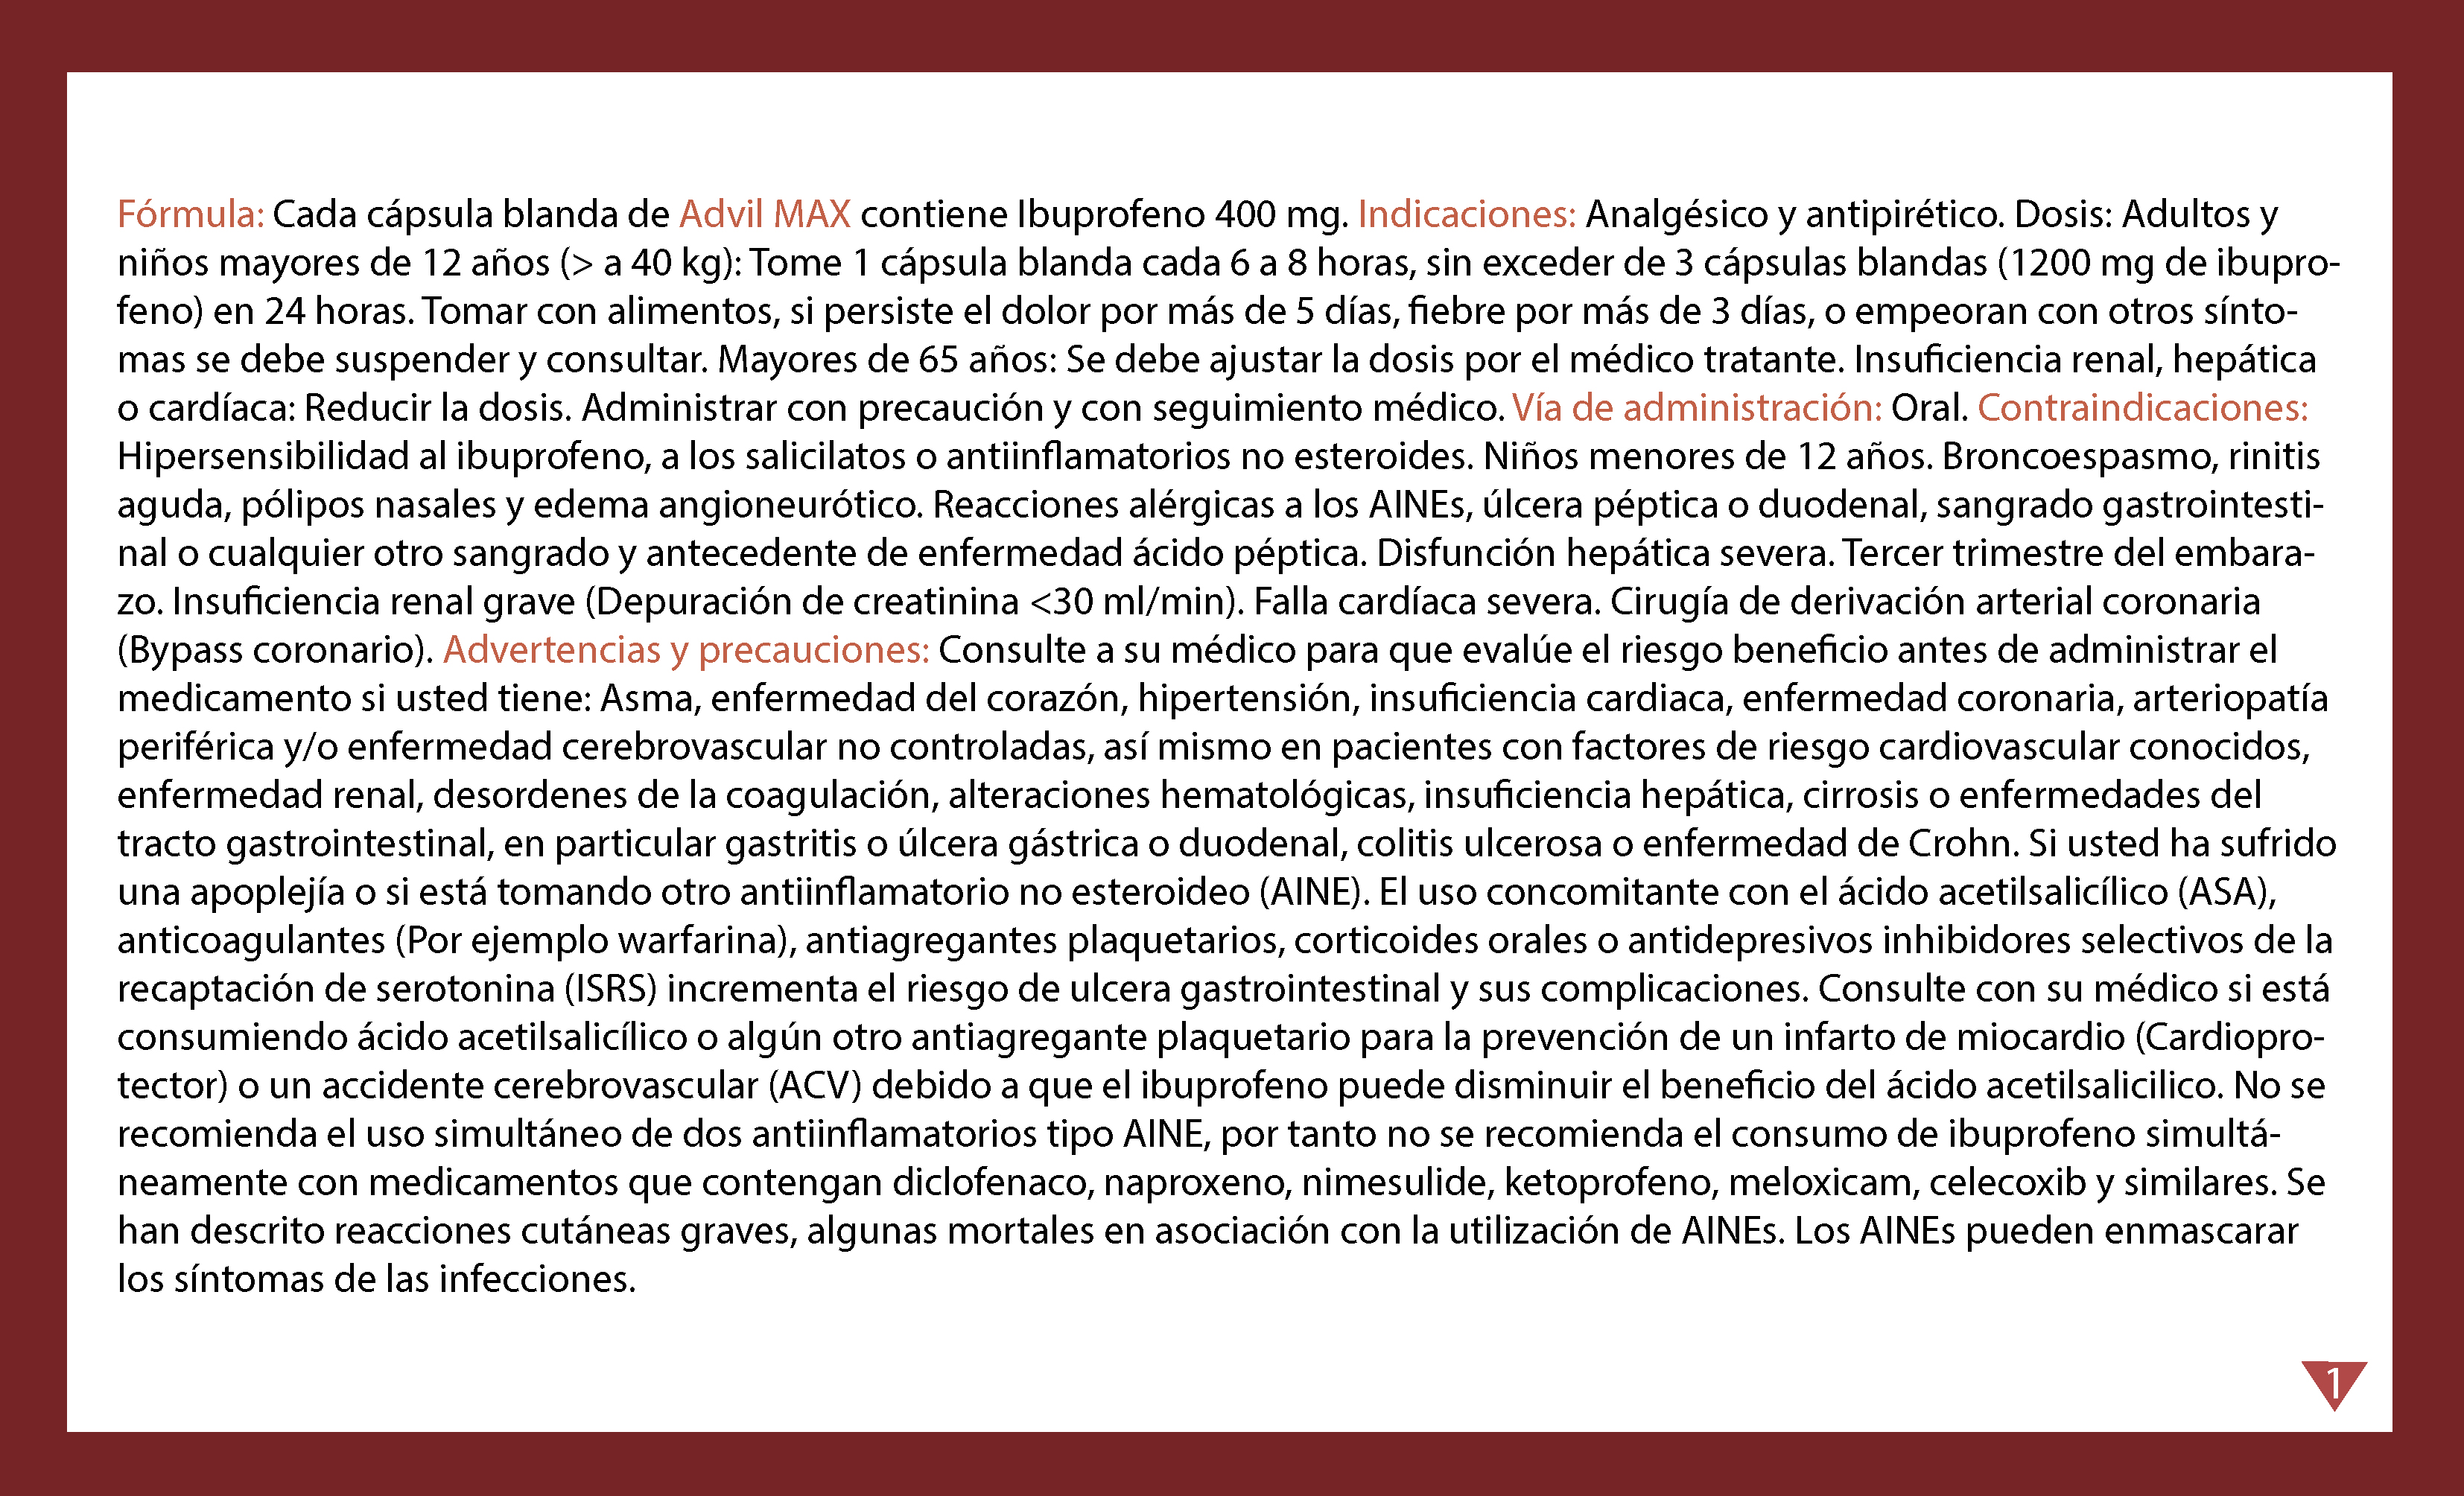 Fórmula: Cada cápsula blanda de Advil MAX contiene Ibuprofeno 400 mg. Indicaciones: Analgésico y antipirético. Dosis: Adultos y
niños mayores de 12 años (> a 40 kg): Tome 1 cápsula blanda cada 6 a 8 horas, sin exceder de 3 cápsulas blandas (1200 mg de ibupro-
feno) en 24 horas. Tomar con alimentos, si persiste el dolor por más de 5 días, fiebre por más de 3 días, o empeoran con otros sínto-
mas se debe suspender y consultar. Mayores de 65 años: Se debe ajustar la dosis por el médico tratante. Insuficiencia renal, hepática
o cardíaca: Reducir la dosis. Administrar con precaución y con seguimiento médico. Vía de administración: Oral. Contraindicaciones:
Hipersensibilidad al ibuprofeno, a los salicilatos o antiinflamatorios no esteroides. Niños menores de 12 años. Broncoespasmo, rinitis
aguda, pólipos nasales y edema angioneurótico. Reacciones alérgicas a los AINEs, úlcera péptica o duodenal, sangrado gastrointesti-
nal o cualquier otro sangrado y antecedente de enfermedad ácido péptica. Disfunción hepática severa. Tercer trimestre del embara-
zo. Insuficiencia renal grave (Depuración de creatinina <30 ml/min). Falla cardíaca severa. Cirugía de derivación arterial coronaria
(Bypass coronario). Advertencias y precauciones: Consulte a su médico para que evalúe el riesgo beneficio antes de administrar el
medicamento si usted tiene: Asma, enfermedad del corazón, hipertensión, insuficiencia cardiaca, enfermedad coronaria, arteriopatía
periférica y/o enfermedad cerebrovascular no controladas, así mismo en pacientes con factores de riesgo cardiovascular conocidos,
enfermedad renal, desordenes de la coagulación, alteraciones hematológicas, insuficiencia hepática, cirrosis o enfermedades del
tracto gastrointestinal, en particular gastritis o úlcera gástrica o duodenal, colitis ulcerosa o enfermedad de Crohn. Si usted ha sufrido
una apoplejía o si está tomando otro antiinflamatorio no esteroideo (AINE). El uso concomitante con el ácido acetilsalicílico (ASA),
anticoagulantes (Por ejemplo warfarina), antiagregantes plaquetarios, corticoides orales o antidepresivos inhibidores selectivos de la
recaptación de serotonina (ISRS) incrementa el riesgo de ulcera gastrointestinal y sus complicaciones. Consulte con su médico si está
consumiendo ácido acetilsalicílico o algún otro antiagregante plaquetario para la prevención de un infarto de miocardio (Cardiopro-
tector) o un accidente cerebrovascular (ACV) debido a que el ibuprofeno puede disminuir el beneficio del ácido acetilsalicilico. No se
recomienda el uso simultáneo de dos antiinflamatorios tipo AINE, por tanto no se recomienda el consumo de ibuprofeno simultá-
neamente con medicamentos que contengan diclofenaco, naproxeno, nimesulide, ketoprofeno, meloxicam, celecoxib y similares. Se
han descrito reacciones cutáneas graves, algunas mortales en asociación con la utilización de AINEs. Los AINEs pueden enmascarar
los síntomas de las infecciones.
1